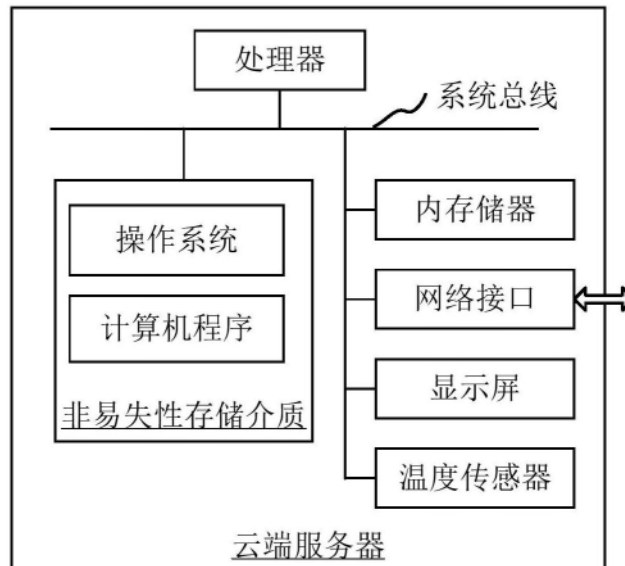 处理器
系统总线
操作系统
计算机程序
非易失性存储介质
内存储器
网络接口
显示屏
温度传感器
云端服务器